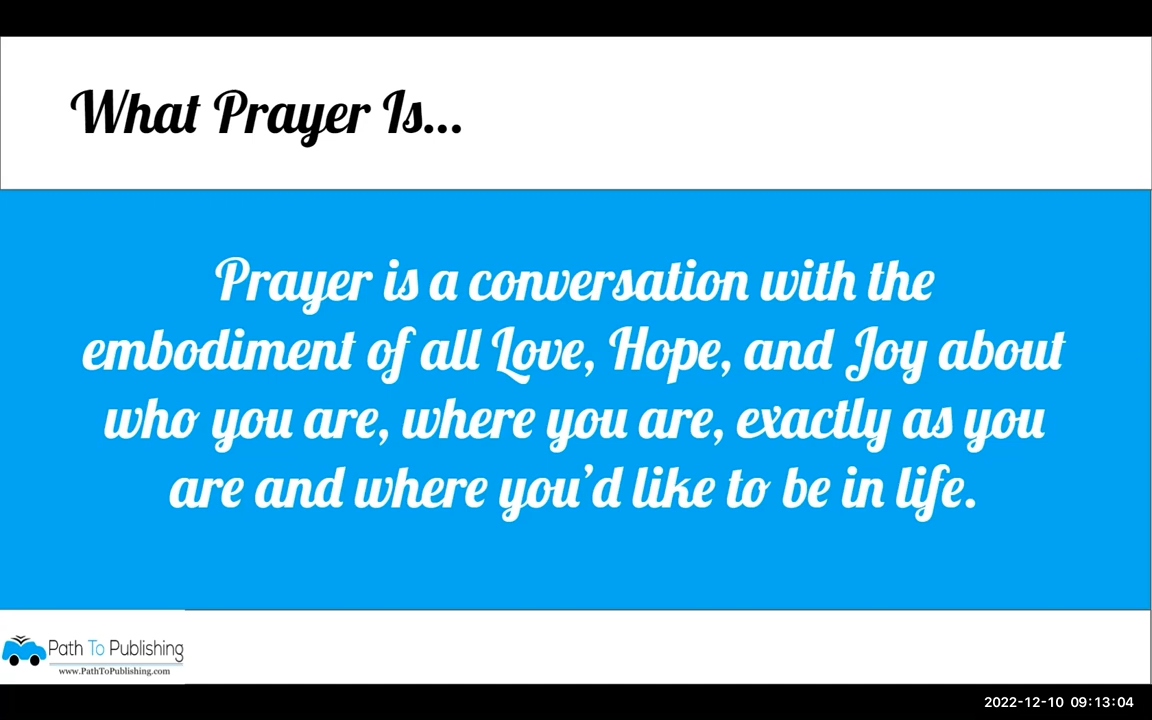 What Prayer Is...
Prayer is a conversation with the
embodiment of all Love, Hope, and Joy about
who you are, where you are, exactly as you
are and where you’d like to be in life.
Path To Publishing
www.PathToPublishing.com
2022-12-10 09:13:04